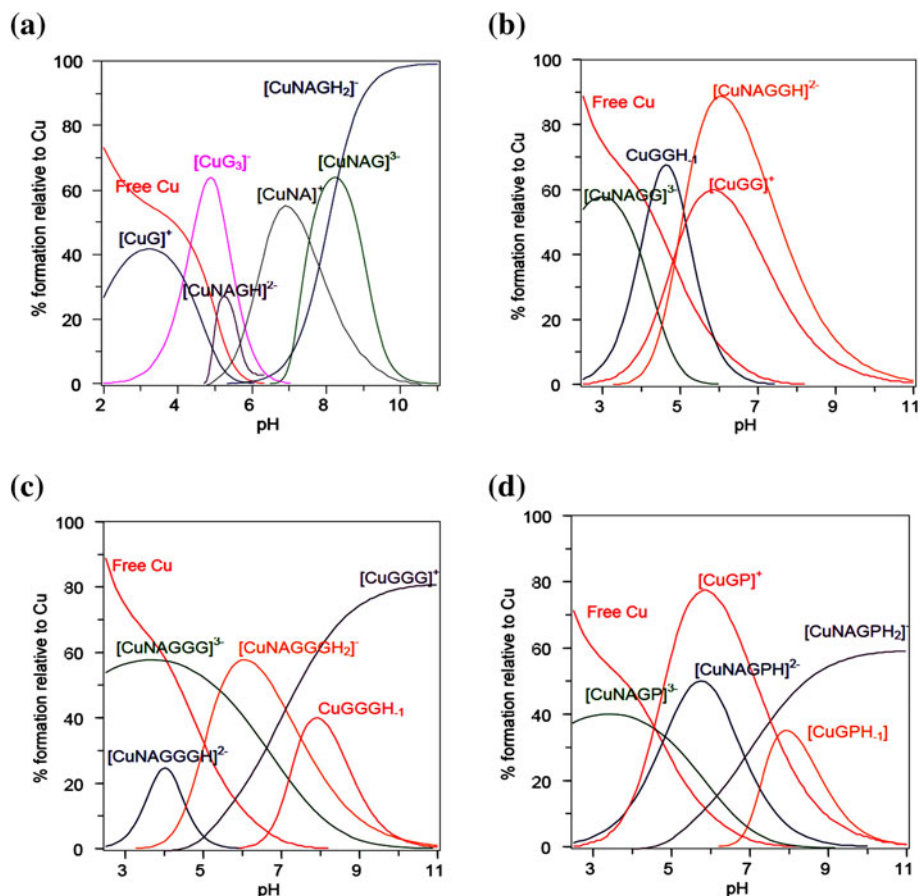 (a)
% formation relative to Cu
100
80
60
40
20
0
2 4 6 8 10
pH
Free Cu
[CuG]⁺
[CuG₃]⁻
[CuNAGH]²⁻
[CuNA]⁺
[CuNAG]³⁻
[CuNAGH₂]⁻
(b)
% formation relative to Cu
100
80
60
40
20
0
3 5 7 9 11
pH
Free Cu
[CuNAGG]³⁻
CuGGH₋₁
[CuNAGGH]²⁻
[CuGG]⁺
(c)
% formation relative to Cu
100
80
60
40
20
0
3 5 7 9 11
pH
Free Cu
[CuNAGGG]³⁻
[CuNAGGGH]²⁻
[CuNAGGGH₂]⁻
[CuGGG]⁺
CuGGGH₋₁
(d)
% formation relative to Cu
100
80
60
40
20
0
3 5 7 9 11
pH
Free Cu
[CuNAGP]³⁻
[CuGP]⁺
[CuNAGPH]²⁻
[CuNAGPH₂]⁻
[CuGPH₋₁]